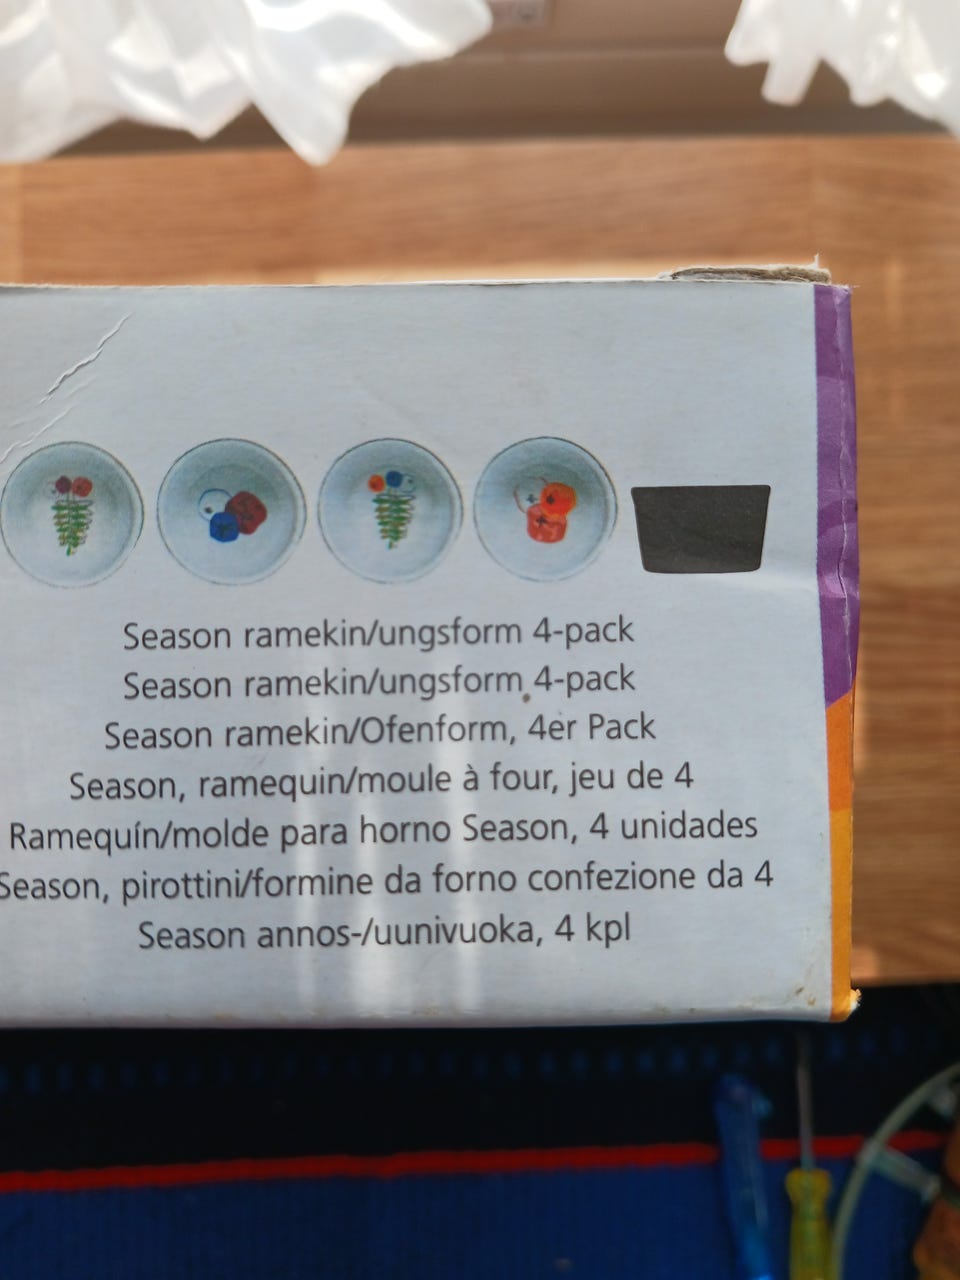 Season ramekin/ungsform 4-pack
Season ramekin/ungsform 4-pack
Season ramekin/Ofenform, 4er Pack
Season, ramequin/moule à four, jeu de 4
Ramequín/molde para horno Season, 4 unidades
Season, pirottini/formine da forno confezione da 4
Season annos-/uunivuoka, 4 kpl